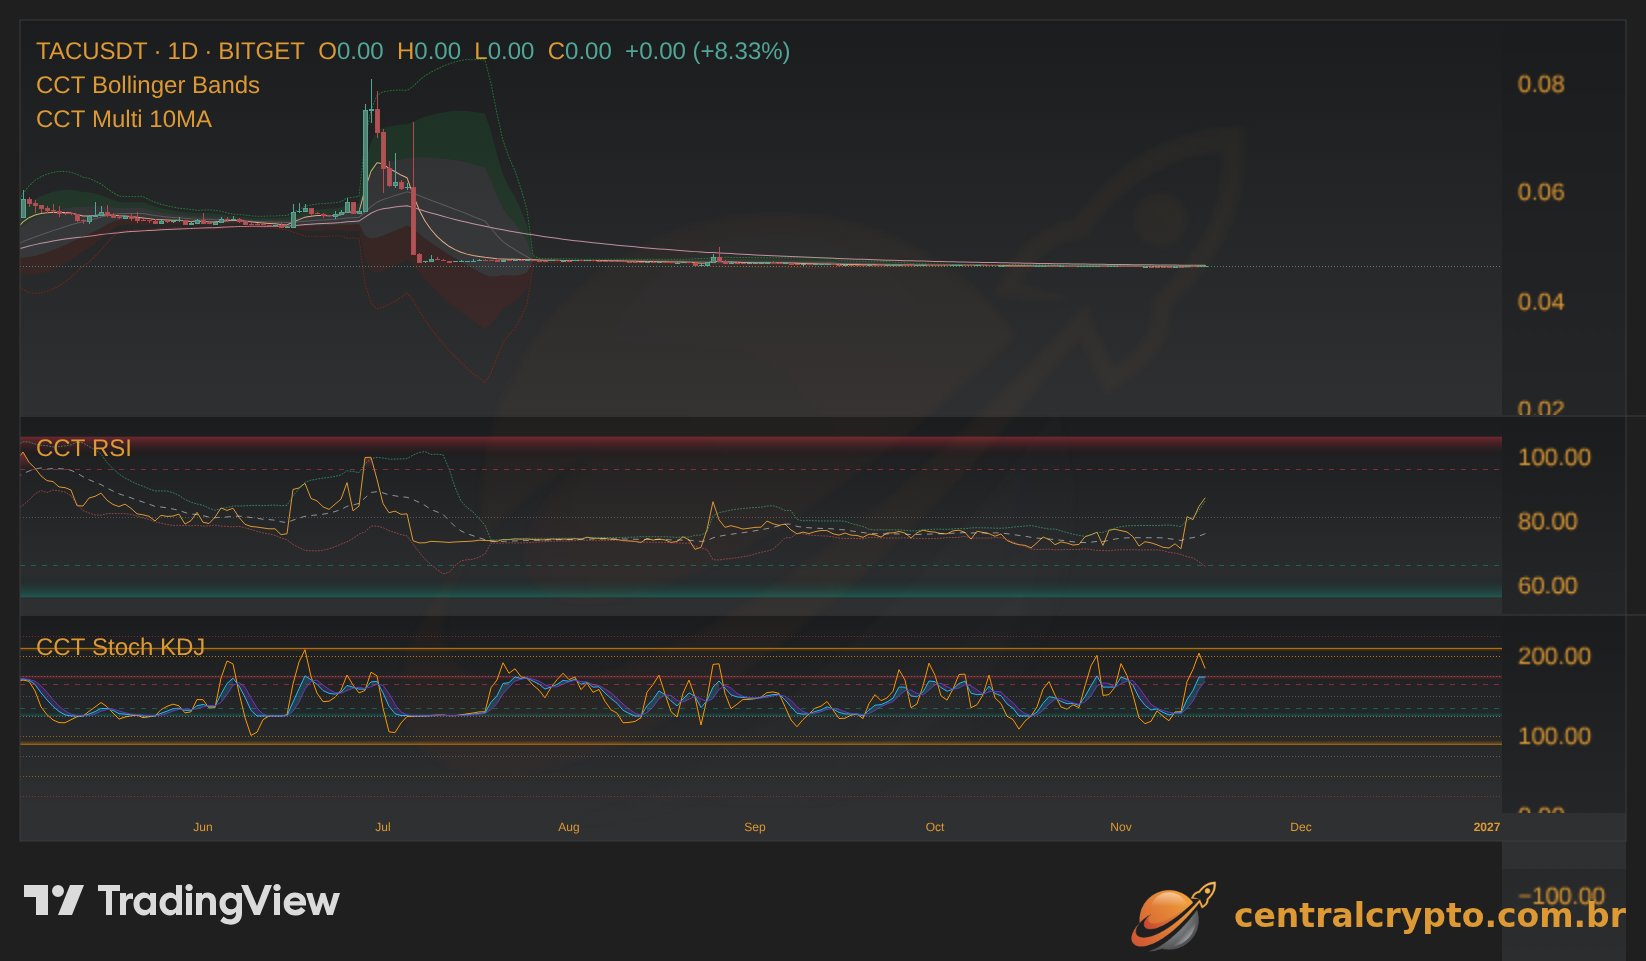 TACUSDT · 1D · BITGET O0.00 H0.00 L0.00 C0.00 +0.00 (+8.33%)
CCT Bollinger Bands
CCT Multi 10MA
0.08
0.06
0.04
0.02
CCT RSI
100.00
80.00
60.00
CCT Stoch KDJ
200.00
100.00
0.00
Jun Jul Aug Sep Oct Nov Dec 2027
−100.00
TradingView
centralcrypto.com.br